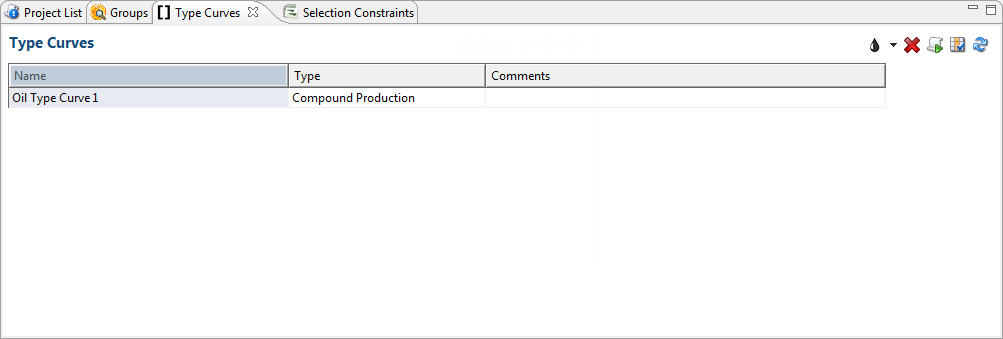 Project List Groups Type Curves Selection Constraints
Type Curves
Name Type Comments
Oil Type Curve 1 Compound Production